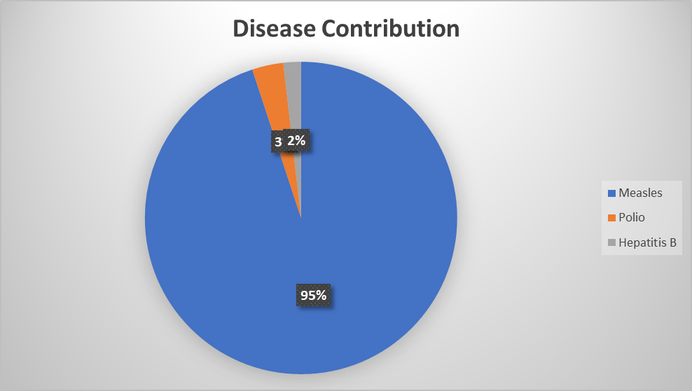 Disease Contribution
3
2%
95%
Measles
Polio
Hepatitis B